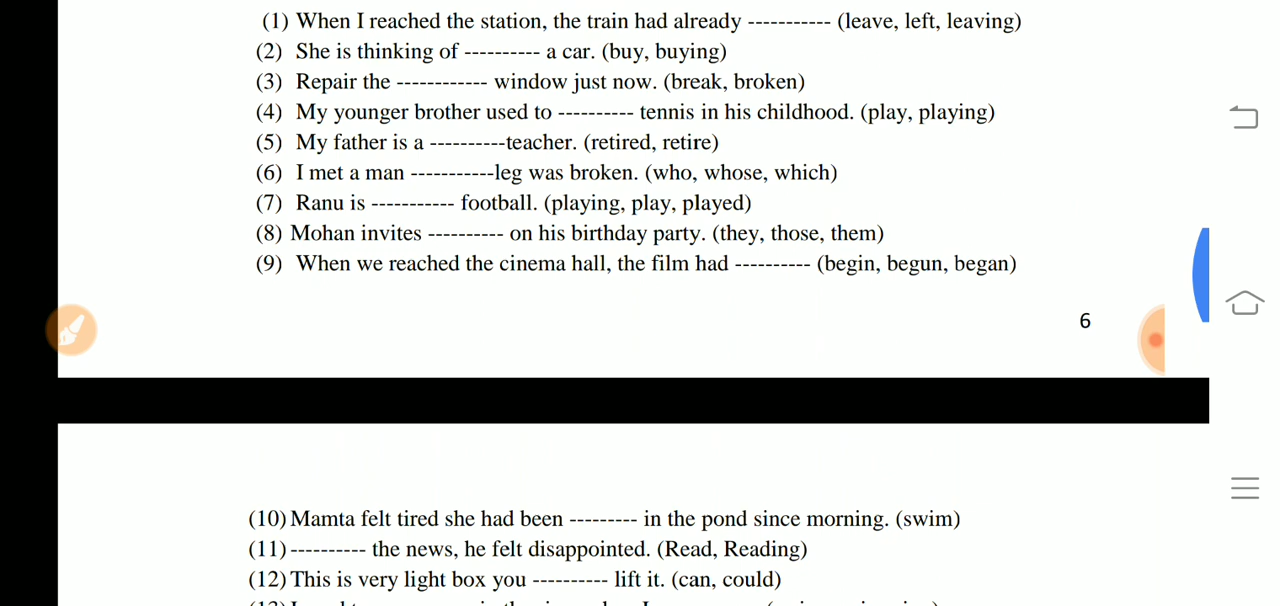 (1) When I reached the station, the train had already ----------- (leave, left, leaving)
(2) She is thinking of ---------- a car. (buy, buying)
(3) Repair the ------------ window just now. (break, broken)
(4) My younger brother used to ---------- tennis in his childhood. (play, playing)
(5) My father is a ----------teacher. (retired, retire)
(6) I met a man -----------leg was broken. (who, whose, which)
(7) Ranu is ----------- football. (playing, play, played)
(8) Mohan invites ---------- on his birthday party. (they, those, them)
(9) When we reached the cinema hall, the film had ---------- (begin, begun, began)
6
(10) Mamta felt tired she had been --------- in the pond since morning. (swim)
(11) ---------- the news, he felt disappointed. (Read, Reading)
(12) This is very light box you ---------- lift it. (can, could)